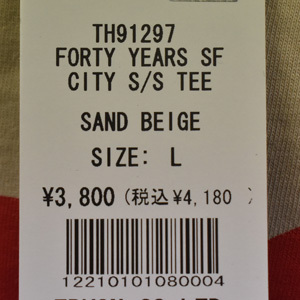 TH91297
FORTY YEARS SF
CITY S/S TEE
SAND BEIGE
SIZE: L
¥3,800 (税込 ¥4,180 )
12210101080004